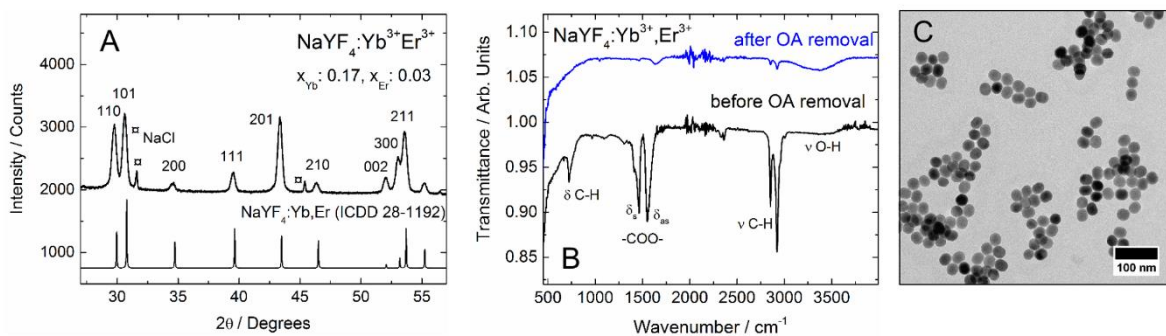 A
NaYF4:Yb3+Er3+
xYb: 0.17, xEr: 0.03
110
101
¤ NaCl
¤
200
111
201
¤
210
002
300
211
NaYF4:Yb,Er (ICDD 28-1192)
4000
3000
2000
1000
30
35
40
45
50
55
Intensity / Counts
2θ / Degrees
NaYF4:Yb3+,Er3+
after OA removal
before OA removal
ν O-H
δ C-H
δs
δas
-COO-
ν C-H
B
1.10
1.05
1.00
0.95
0.90
0.85
500
1000
1500
2000
2500
3000
3500
Transmittance / Arb. Units
Wavenumber / cm-1
C
100 nm